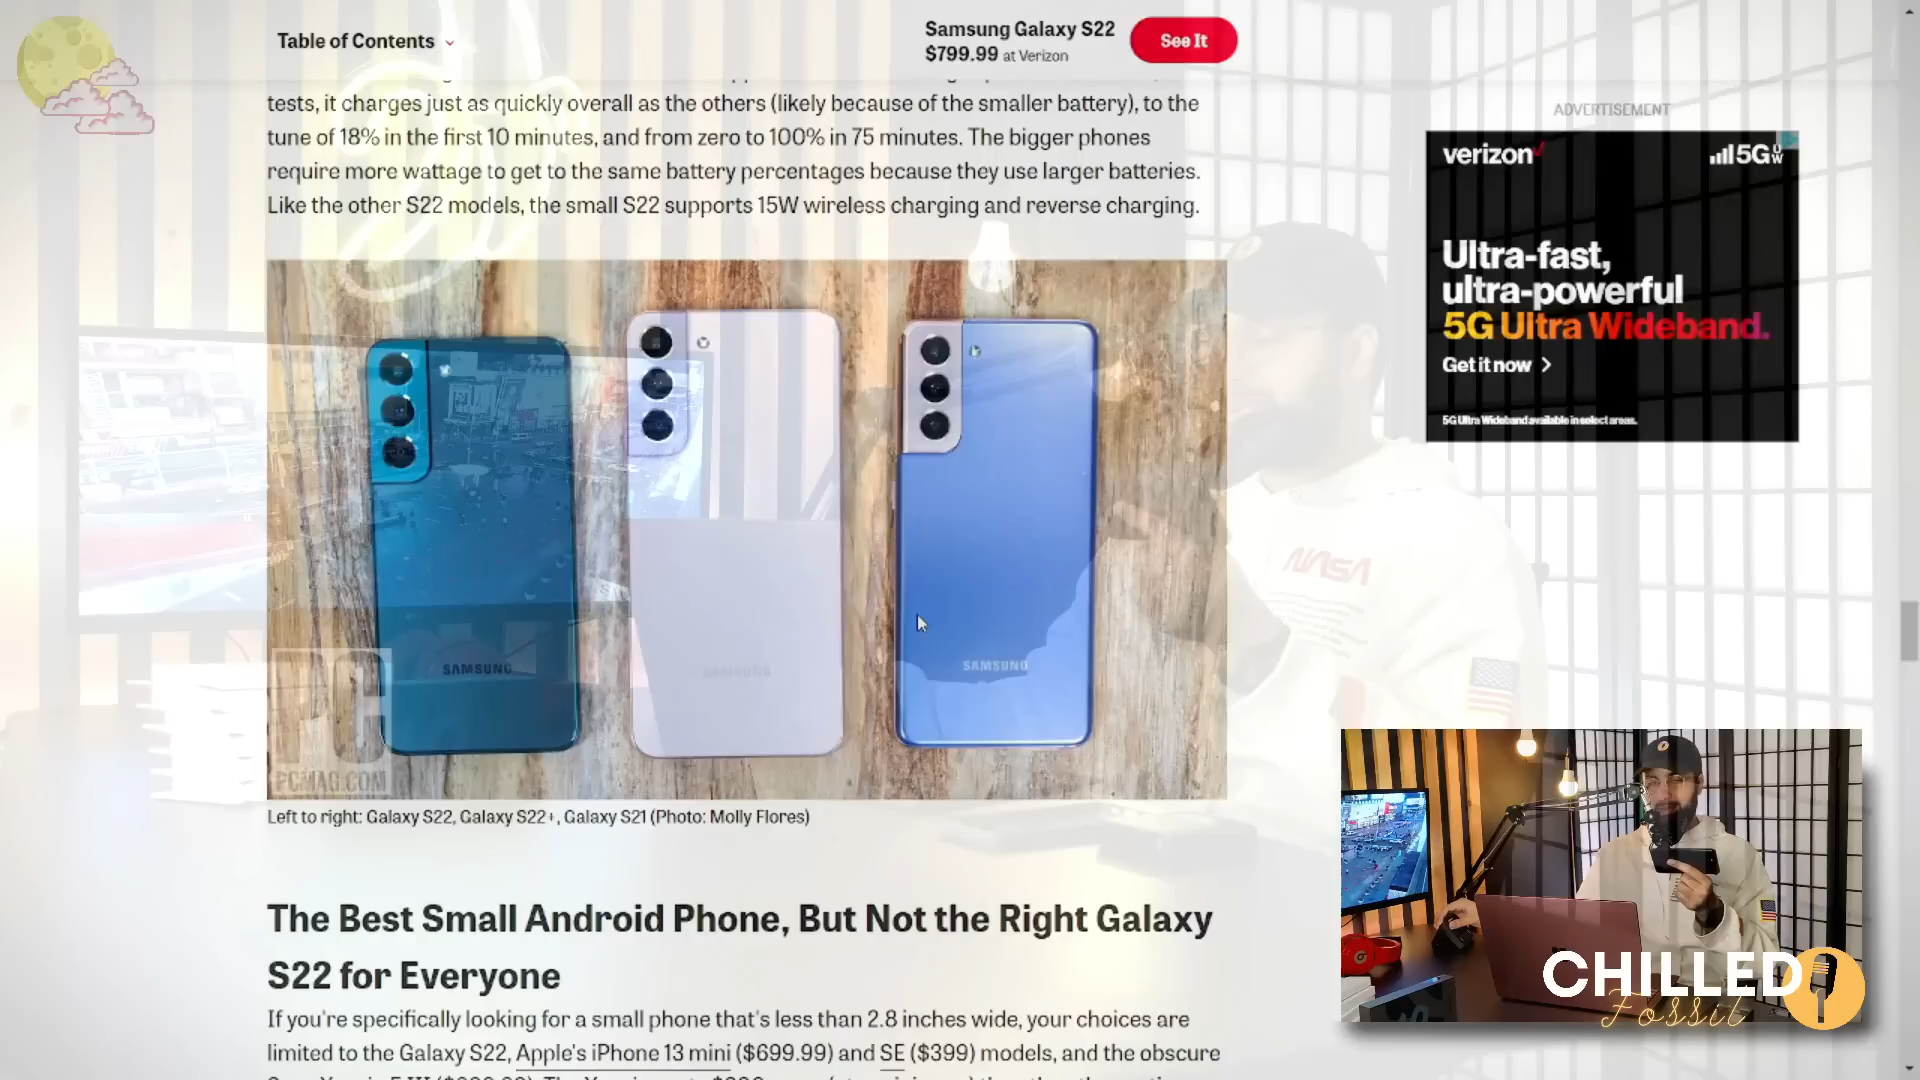 Table of Contents
Samsung Galaxy S22
$799.99 at Verizon
See It
tests, it charges just as quickly overall as the others (likely because of the smaller battery), to the
tune of 18% in the first 10 minutes, and from zero to 100% in 75 minutes. The bigger phones
require more wattage to get to the same battery percentages because they use larger batteries.
Like the other S22 models, the small S22 supports 15W wireless charging and reverse charging.
ADVERTISEMENT
verizon
5G UW
Ultra-fast,
ultra-powerful
5G Ultra Wideband.
Get it now
5G Ultra Wideband available in select areas.
NASA
SAMSUNG
SAMSUNG
SAMSUNG
PC
PCMAG.COM
Left to right: Galaxy S22, Galaxy S22+, Galaxy S21 (Photo: Molly Flores)
The Best Small Android Phone, But Not the Right Galaxy
S22 for Everyone
If you're specifically looking for a small phone that's less than 2.8 inches wide, your choices are
limited to the Galaxy S22, Apple's iPhone 13 mini ($699.99) and SE ($399) models, and the obscure
CHILLED
Fossil